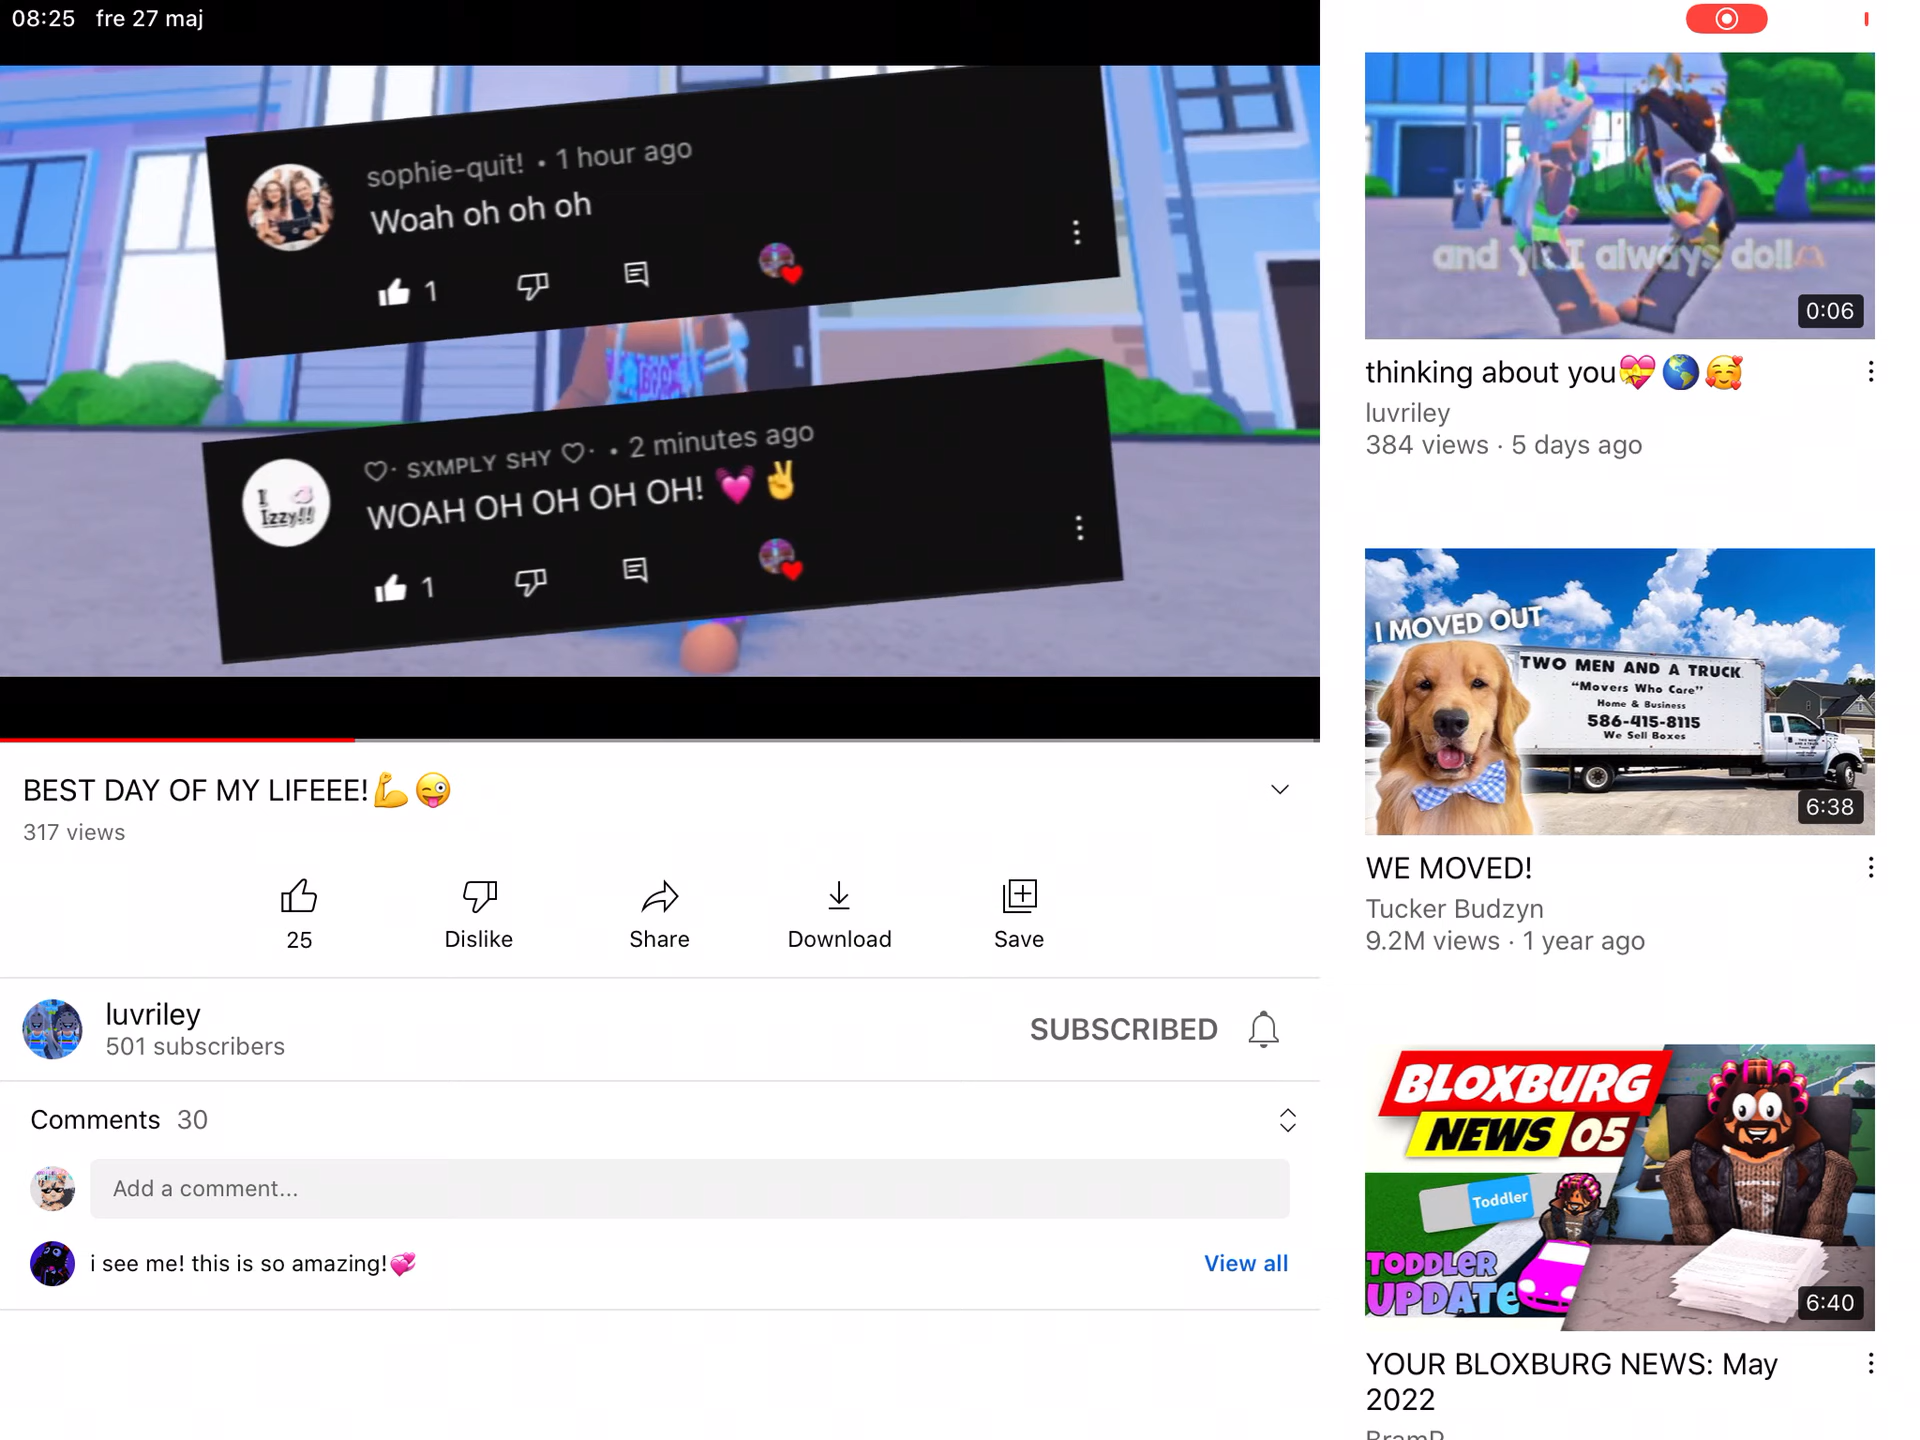 08:25 fre 27 maj
sophie-quit! • 1 hour ago
Woah oh oh oh
1
♡· SXMPLY SHY ♡· • 2 minutes ago
WOAH OH OH OH OH! 💓✌️
1
I
Izzy!!
BEST DAY OF MY LIFEEE!💪😜
317 views
25
Dislike
Share
Download
Save
luvriley
501 subscribers
SUBSCRIBED
Comments 30
Add a comment...
i see me! this is so amazing!💞
View all
I always doll
0:06
thinking about you💝🌎🥰
luvriley
384 views · 5 days ago
I MOVED OUT
TWO MEN AND A TRUCK
"Movers Who Care"
Home & Business
586-415-8115
We Sell Boxes
6:38
WE MOVED!
Tucker Budzyn
9.2M views · 1 year ago
BLOXBURG
NEWS 05
Toddler
TODDLER
UPDATE
6:40
YOUR BLOXBURG NEWS: May
2022